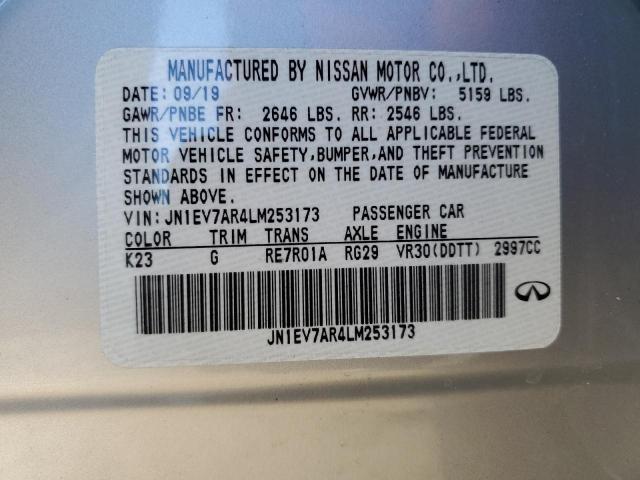 MANUFACTURED BY NISSAN MOTOR CO.,LTD.
DATE: 09/19 GVWR/PNBV: 5159 LBS.
GAWR/PNBE FR: 2646 LBS. RR: 2546 LBS.
THIS VEHICLE CONFORMS TO ALL APPLICABLE FEDERAL
MOTOR VEHICLE SAFETY,BUMPER,AND THEFT PREVENTION
STANDARDS IN EFFECT ON THE DATE OF MANUFACTURE
SHOWN ABOVE.
VIN:JN1EV7AR4LM253173 PASSENGER CAR
COLOR TRIM TRANS AXLE ENGINE
K23 G RE7R01A RG29 VR30(DDTT) 2997CC
JN1EV7AR4LM253173